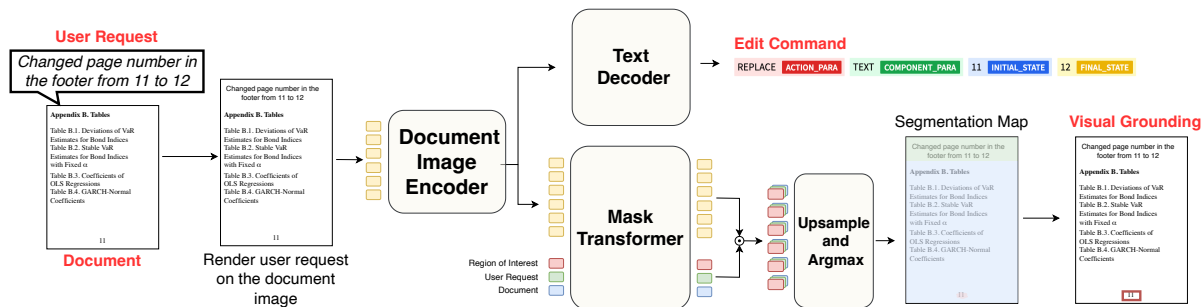 User Request
Changed page number in
the footer from 11 to 12
Appendix B. Tables
Table B.1. Deviations of VaR
Estimates for Bond Indices
Table B.2. Stable VaR
Estimates for Bond Indices
with Fixed α
Table B.3. Coefficients of
OLS Regressions
Table B.4. GARCH-Normal
Coefficients
11
Document
Changed page number in the
footer from 11 to 12
Appendix B. Tables
Table B.1. Deviations of VaR
Estimates for Bond Indices
Table B.2. Stable VaR
Estimates for Bond Indices
with Fixed α
Table B.3. Coefficients of
OLS Regressions
Table B.4. GARCH-Normal
Coefficients
11
Render user request
on the document
image
Document
Image
Encoder
Text
Decoder
Edit Command
REPLACE ACTION_PARA TEXT COMPONENT_PARA 11 INITIAL_STATE 12 FINAL_STATE
Mask
Transformer
Region of Interest
User Request
Document
Upsample
and
Argmax
Segmentation Map
Changed page number in the
footer from 11 to 12
Appendix B. Tables
Table B.1. Deviations of VaR
Estimates for Bond Indices
Table B.2. Stable VaR
Estimates for Bond Indices
with Fixed α
Table B.3. Coefficients of
OLS Regressions
Table B.4. GARCH-Normal
Coefficients
11
Visual Grounding
Changed page number in the
footer from 11 to 12
Appendix B. Tables
Table B.1. Deviations of VaR
Estimates for Bond Indices
Table B.2. Stable VaR
Estimates for Bond Indices
with Fixed α
Table B.3. Coefficients of
OLS Regressions
Table B.4. GARCH-Normal
Coefficients
11